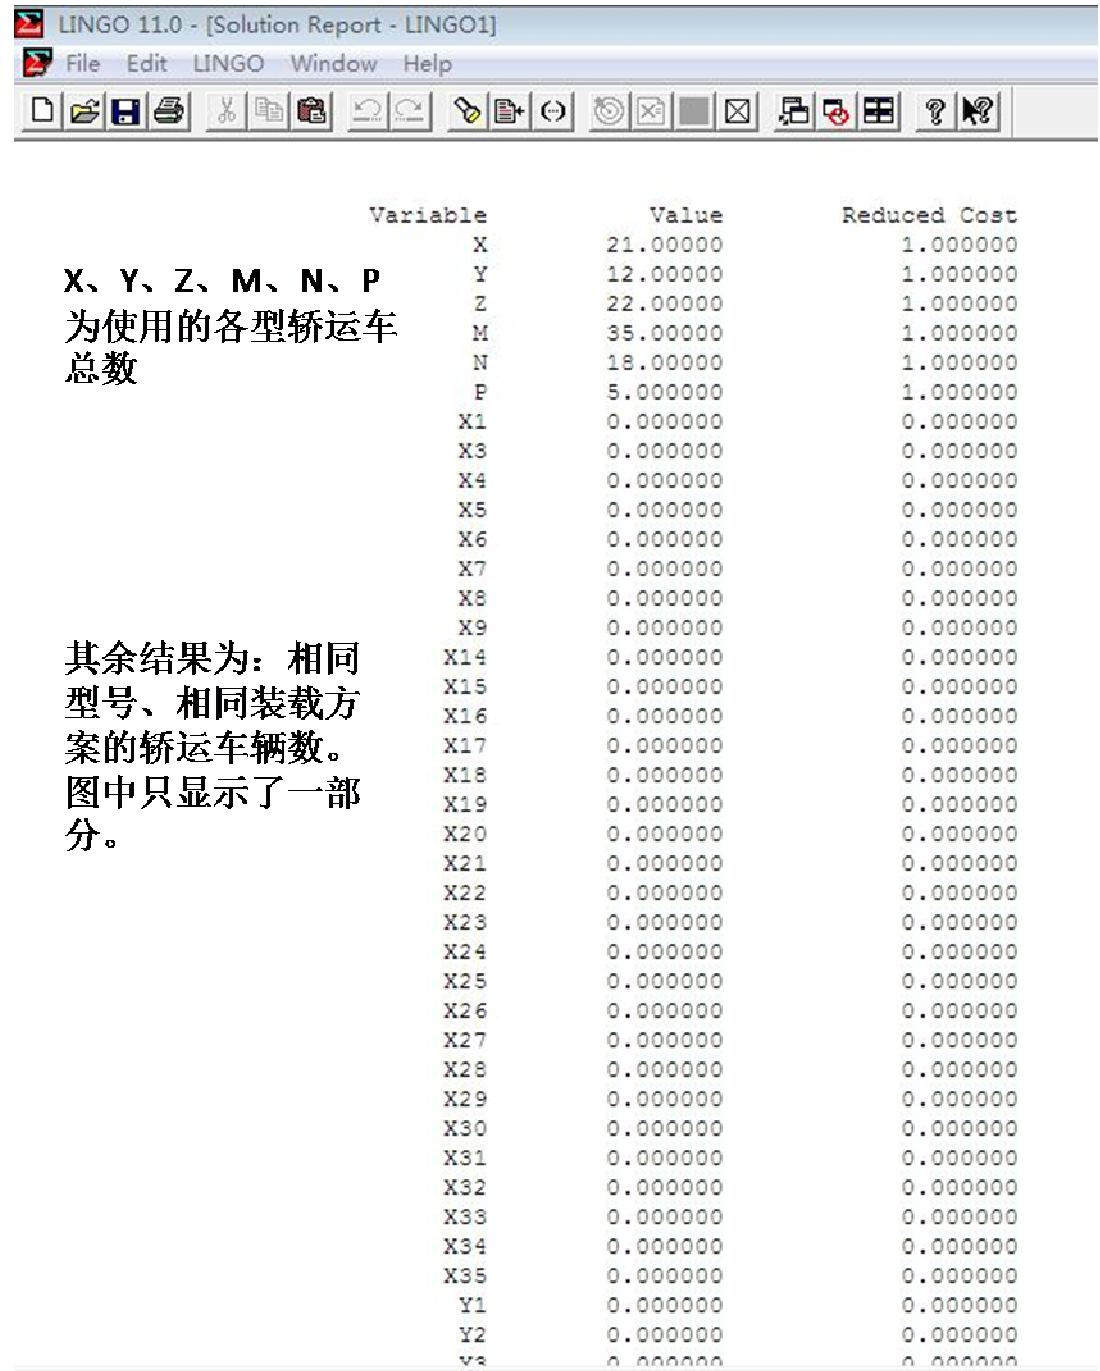 LINGO 11.0 - [Solution Report - LINGO1]
File Edit LINGO Window Help
Variable Value Reduced Cost
X 21.00000 1.000000
Y 12.00000 1.000000
Z 22.00000 1.000000
M 35.00000 1.000000
N 18.00000 1.000000
P 5.000000 1.000000
X1 0.000000 0.000000
X3 0.000000 0.000000
X4 0.000000 0.000000
X5 0.000000 0.000000
X6 0.000000 0.000000
X7 0.000000 0.000000
X8 0.000000 0.000000
X9 0.000000 0.000000
X14 0.000000 0.000000
X15 0.000000 0.000000
X16 0.000000 0.000000
X17 0.000000 0.000000
X18 0.000000 0.000000
X19 0.000000 0.000000
X20 0.000000 0.000000
X21 0.000000 0.000000
X22 0.000000 0.000000
X23 0.000000 0.000000
X24 0.000000 0.000000
X25 0.000000 0.000000
X26 0.000000 0.000000
X27 0.000000 0.000000
X28 0.000000 0.000000
X29 0.000000 0.000000
X30 0.000000 0.000000
X31 0.000000 0.000000
X32 0.000000 0.000000
X33 0.000000 0.000000
X34 0.000000 0.000000
X35 0.000000 0.000000
Y1 0.000000 0.000000
Y2 0.000000 0.000000
Y3 0.000000 0.000000
X、Y、Z、M、N、P
为使用的各型轿运车
总数
其余结果为：相同
型号、相同装载方
案的轿运车辆数。
图中只显示了一部
分。